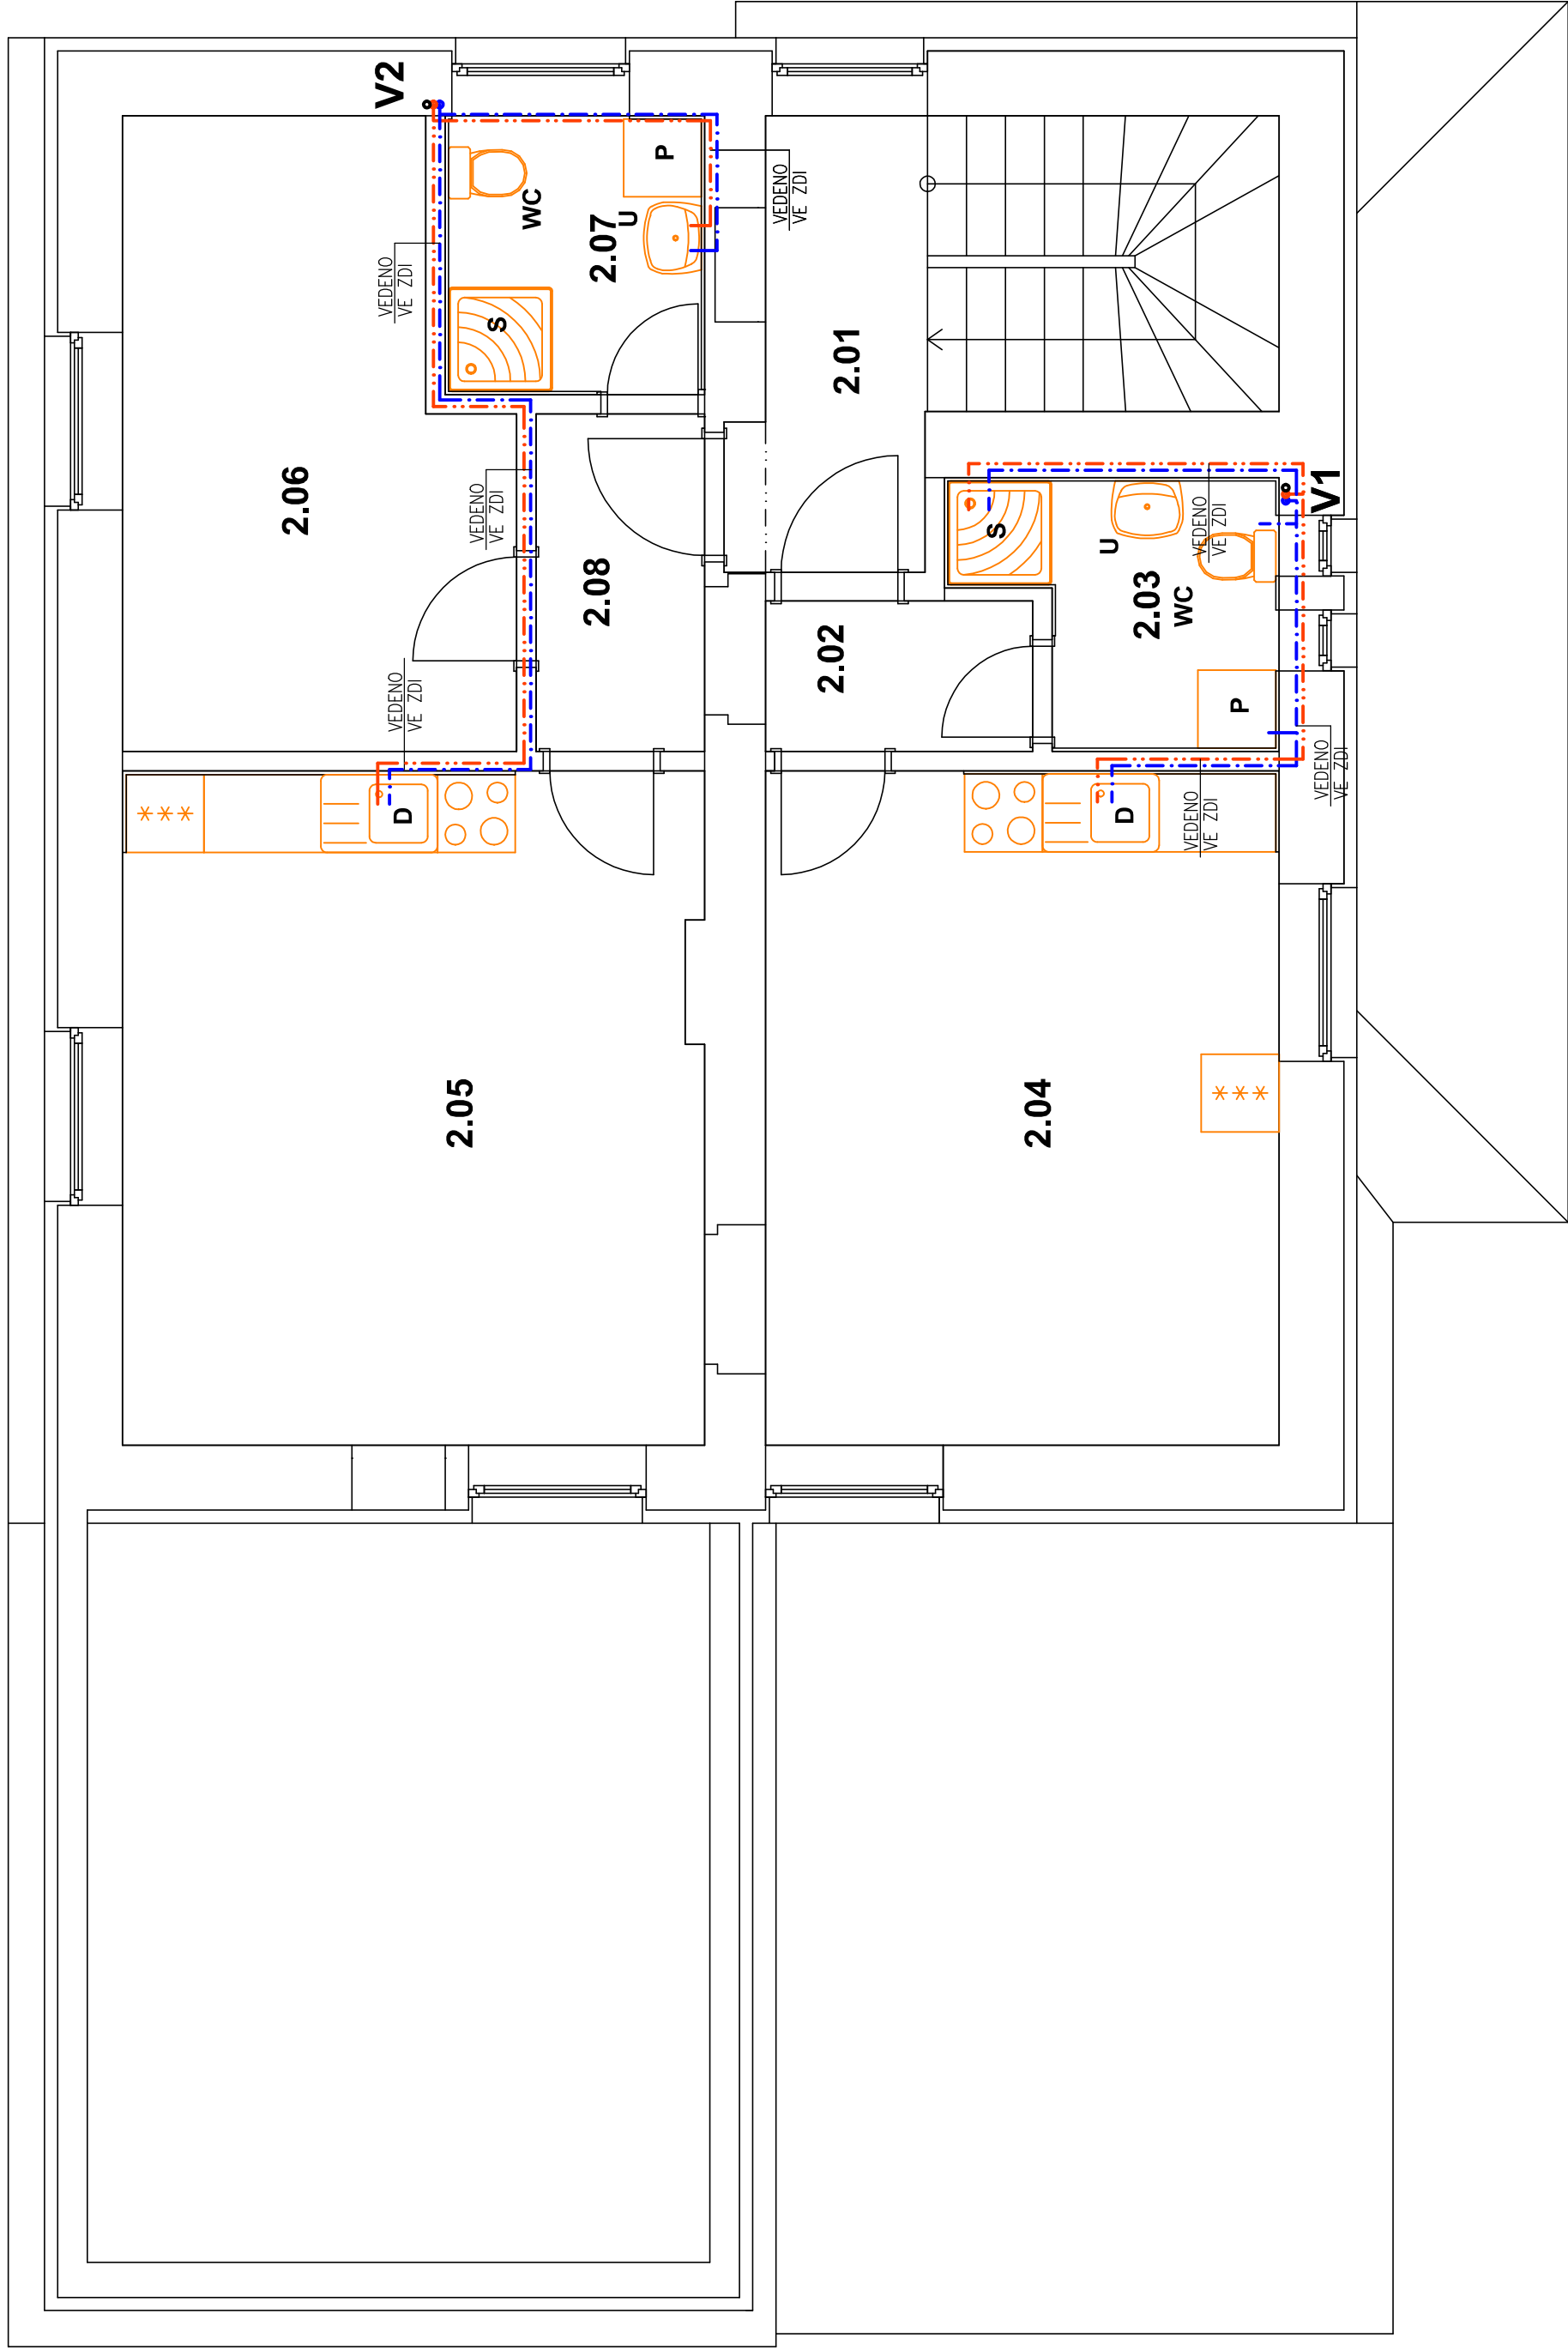 V2
WC
P
U
2.07
VEDENO
VE ZDI
VEDENO
VE ZDI
S
2.01
2.06
VEDENO
VE ZDI
2.08
S
U
VEDENO
VE ZDI
V1
2.03
WC
2.02
VEDENO
VE ZDI
P
VEDENO
VE ZDI
D
D
VEDENO
VE ZDI
2.05
2.04